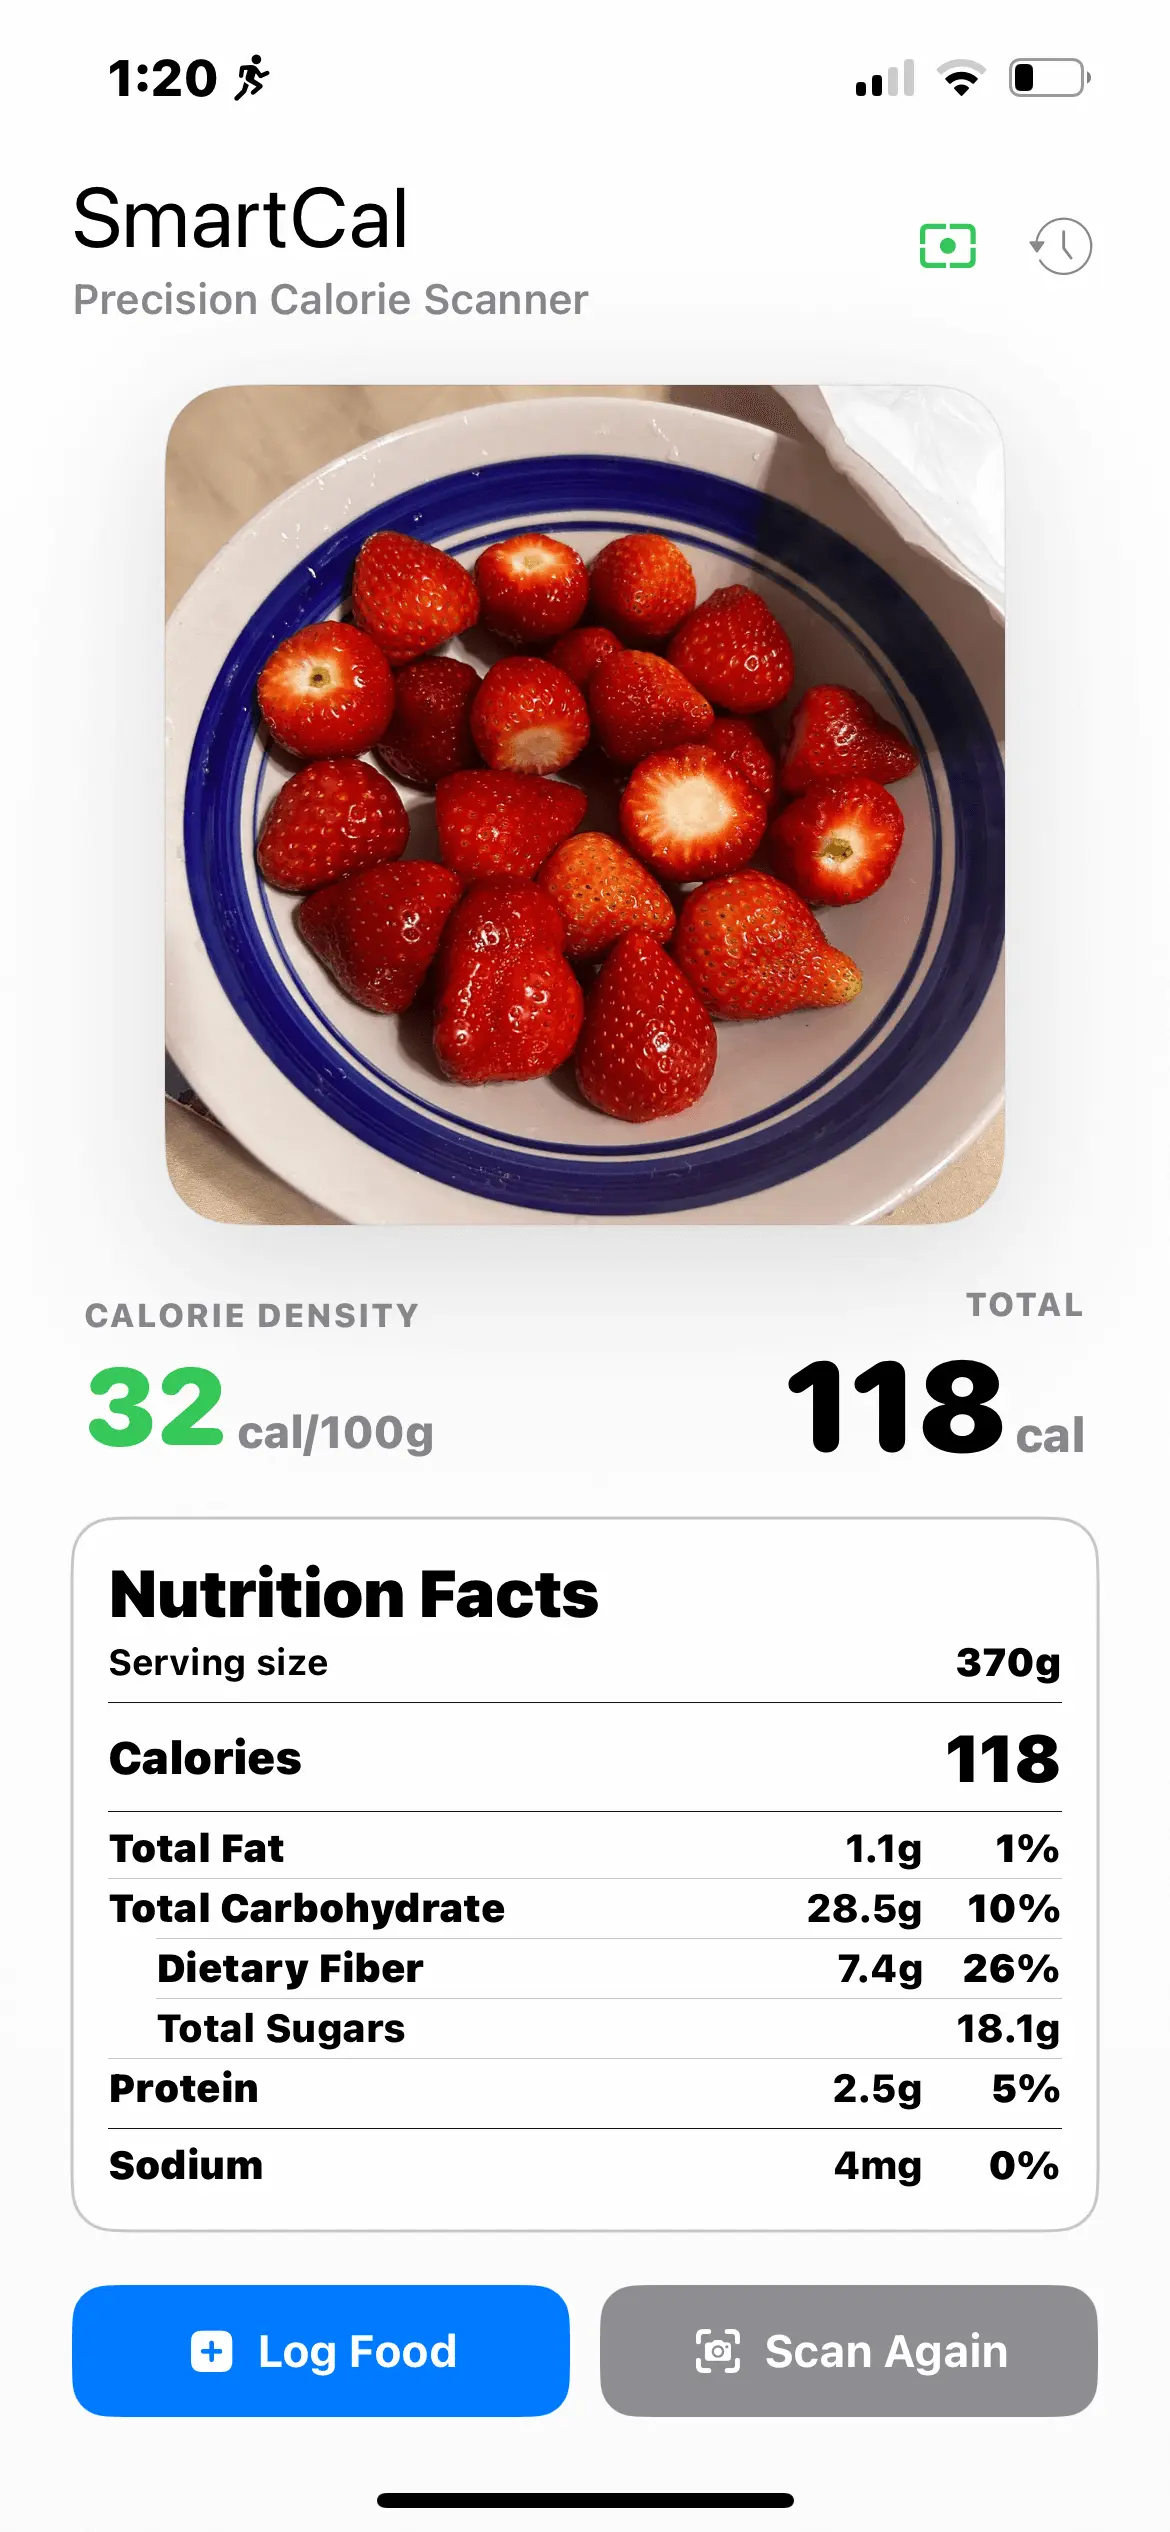 1:20
SmartCal
Precision Calorie Scanner
CALORIE DENSITY
TOTAL
32 cal/100g
118 cal
Nutrition Facts
Serving size 370g
Calories 118
Total Fat 1.1g 1%
Total Carbohydrate 28.5g 10%
Dietary Fiber 7.4g 26%
Total Sugars 18.1g
Protein 2.5g 5%
Sodium 4mg 0%
Log Food
Scan Again